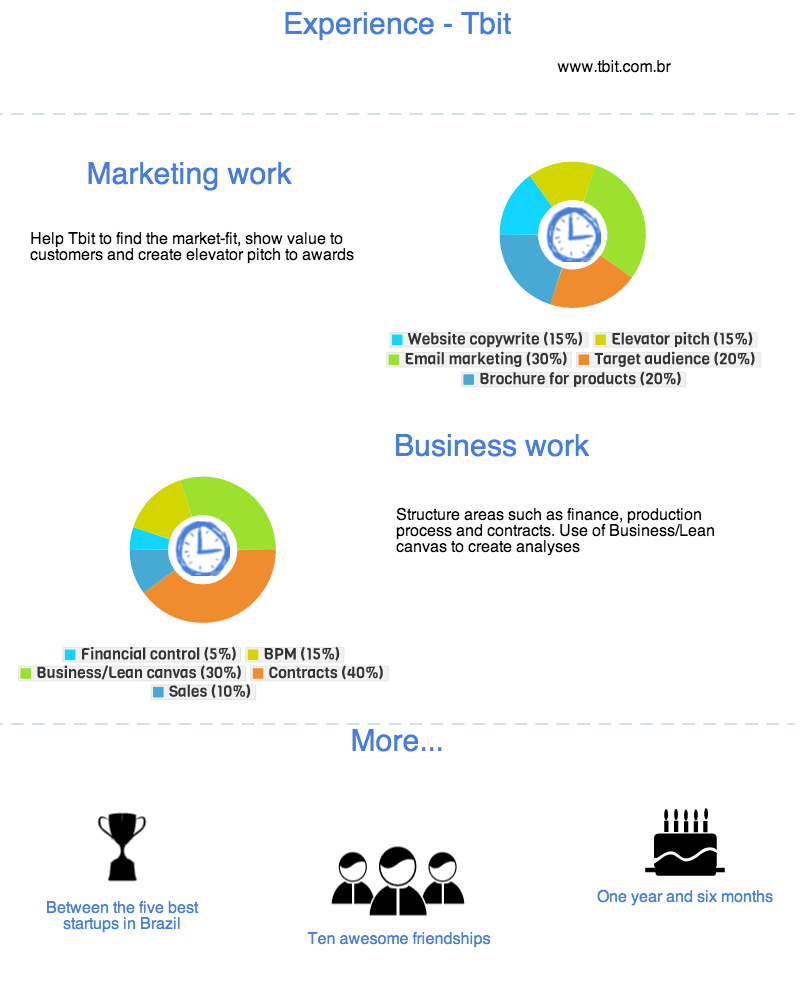 Experience - Tbit
www.tbit.com.br
Marketing work
Help Tbit to find the market-fit, show value to
customers and create elevator pitch to awards
Website copywrite (15%) Elevator pitch (15%)
Email marketing (30%) Target audience (20%)
Brochure for products (20%)
Business work
Structure areas such as finance, production
process and contracts. Use of Business/Lean
canvas to create analyses
Financial control (5%) BPM (15%)
Business/Lean canvas (30%) Contracts (40%)
Sales (10%)
More...
Between the five best
startups in Brazil
Ten awesome friendships
One year and six months